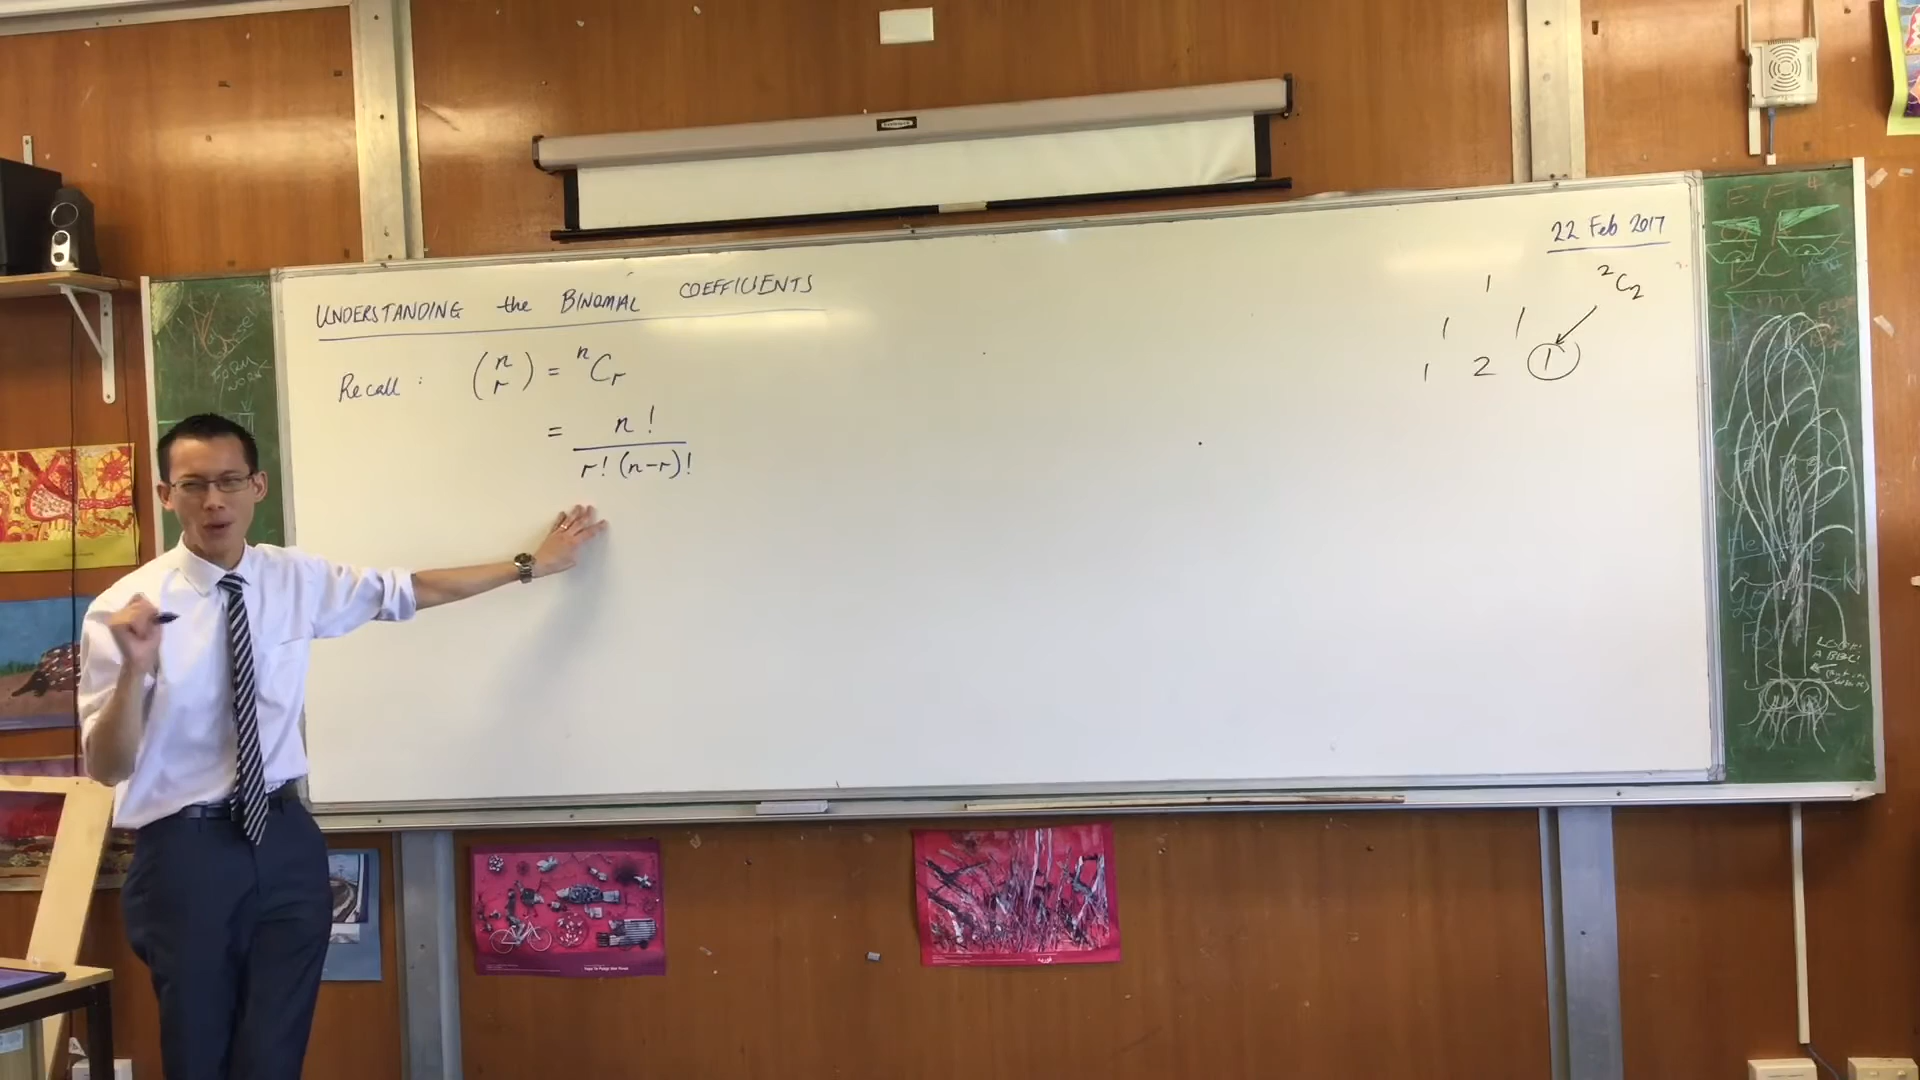 22 Feb 2017
UNDERSTANDING the BINOMIAL COEFFICIENTS
Recall : (n r) = ⁿCᵣ
= n! / r! (n-r)!
²C₂
1
1 1
1 2 1